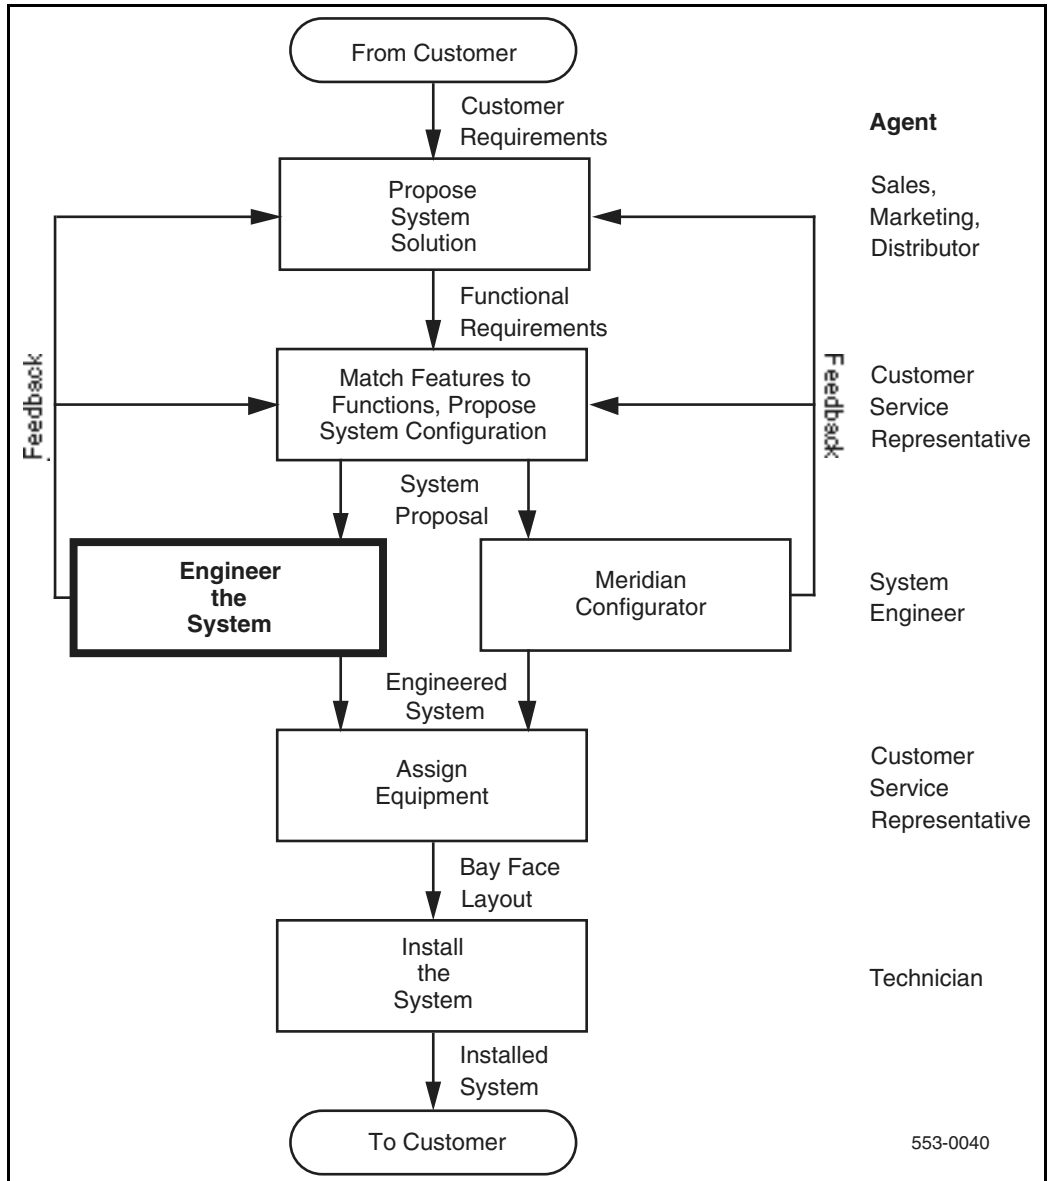 From Customer
Customer
Requirements
Agent
Propose
System
Solution
Sales,
Marketing,
Distributor
Functional
Requirements
Feedback
Feedback
Match Features to
Functions, Propose
System Configuration
Customer
Service
Representative
System
Proposal
Engineer
the
System
Meridian
Configurator
System
Engineer
Engineered
System
Assign
Equipment
Customer
Service
Representative
Bay Face
Layout
Install
the
System
Technician
Installed
System
To Customer
553-0040